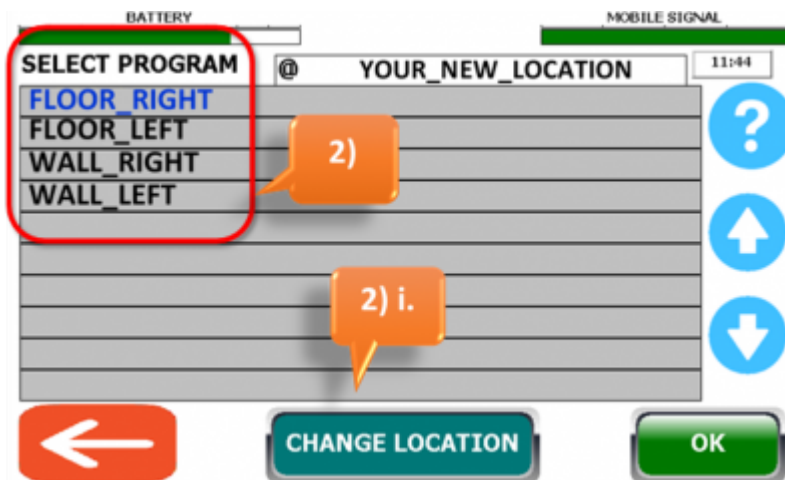 BATTERY MOBILE SIGNAL
SELECT PROGRAM @ YOUR_NEW_LOCATION 11:44
FLOOR_RIGHT
FLOOR_LEFT
WALL_RIGHT
WALL_LEFT
2)
?
2) i.
CHANGE LOCATION OK